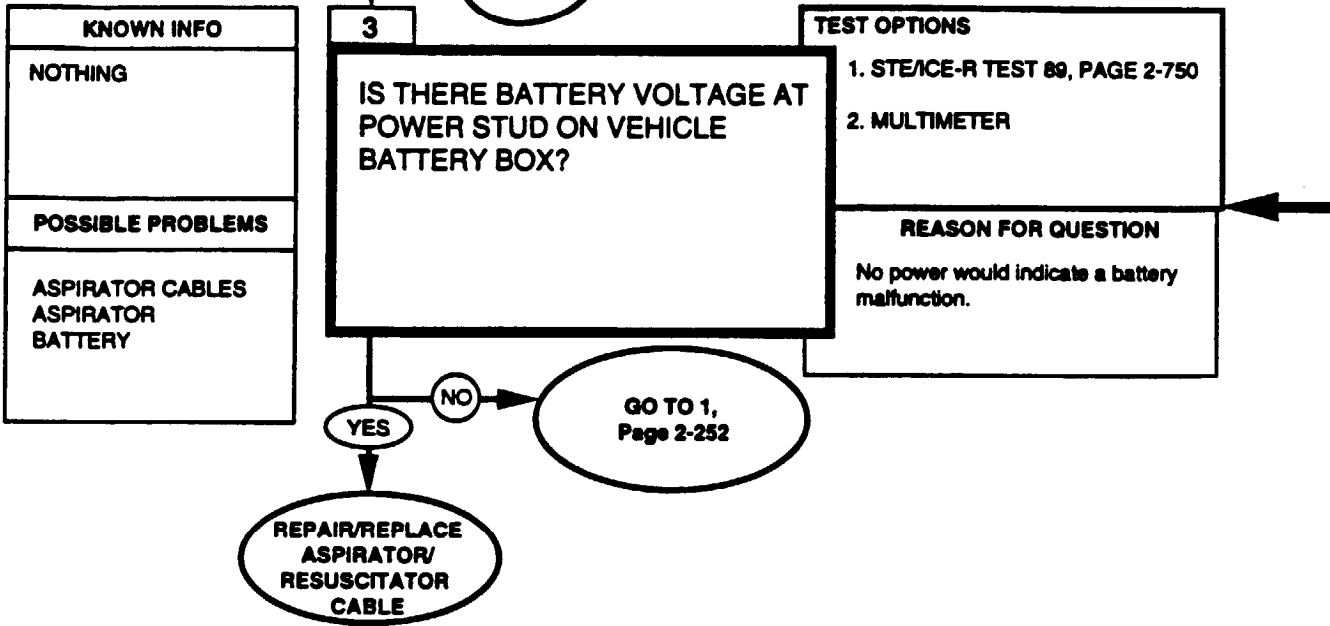 KNOWN INFO
NOTHING
POSSIBLE PROBLEMS
ASPIRATOR CABLES
ASPIRATOR
BATTERY
3
IS THERE BATTERY VOLTAGE AT
POWER STUD ON VEHICLE
BATTERY BOX?
TEST OPTIONS
1. STE/ICE-R TEST 89, PAGE 2-750
2. MULTIMETER
REASON FOR QUESTION
No power would indicate a battery
malfunction.
NO
GO TO 1,
Page 2-252
YES
REPAIR/REPLACE
ASPIRATOR/
RESUSCITATOR
CABLE